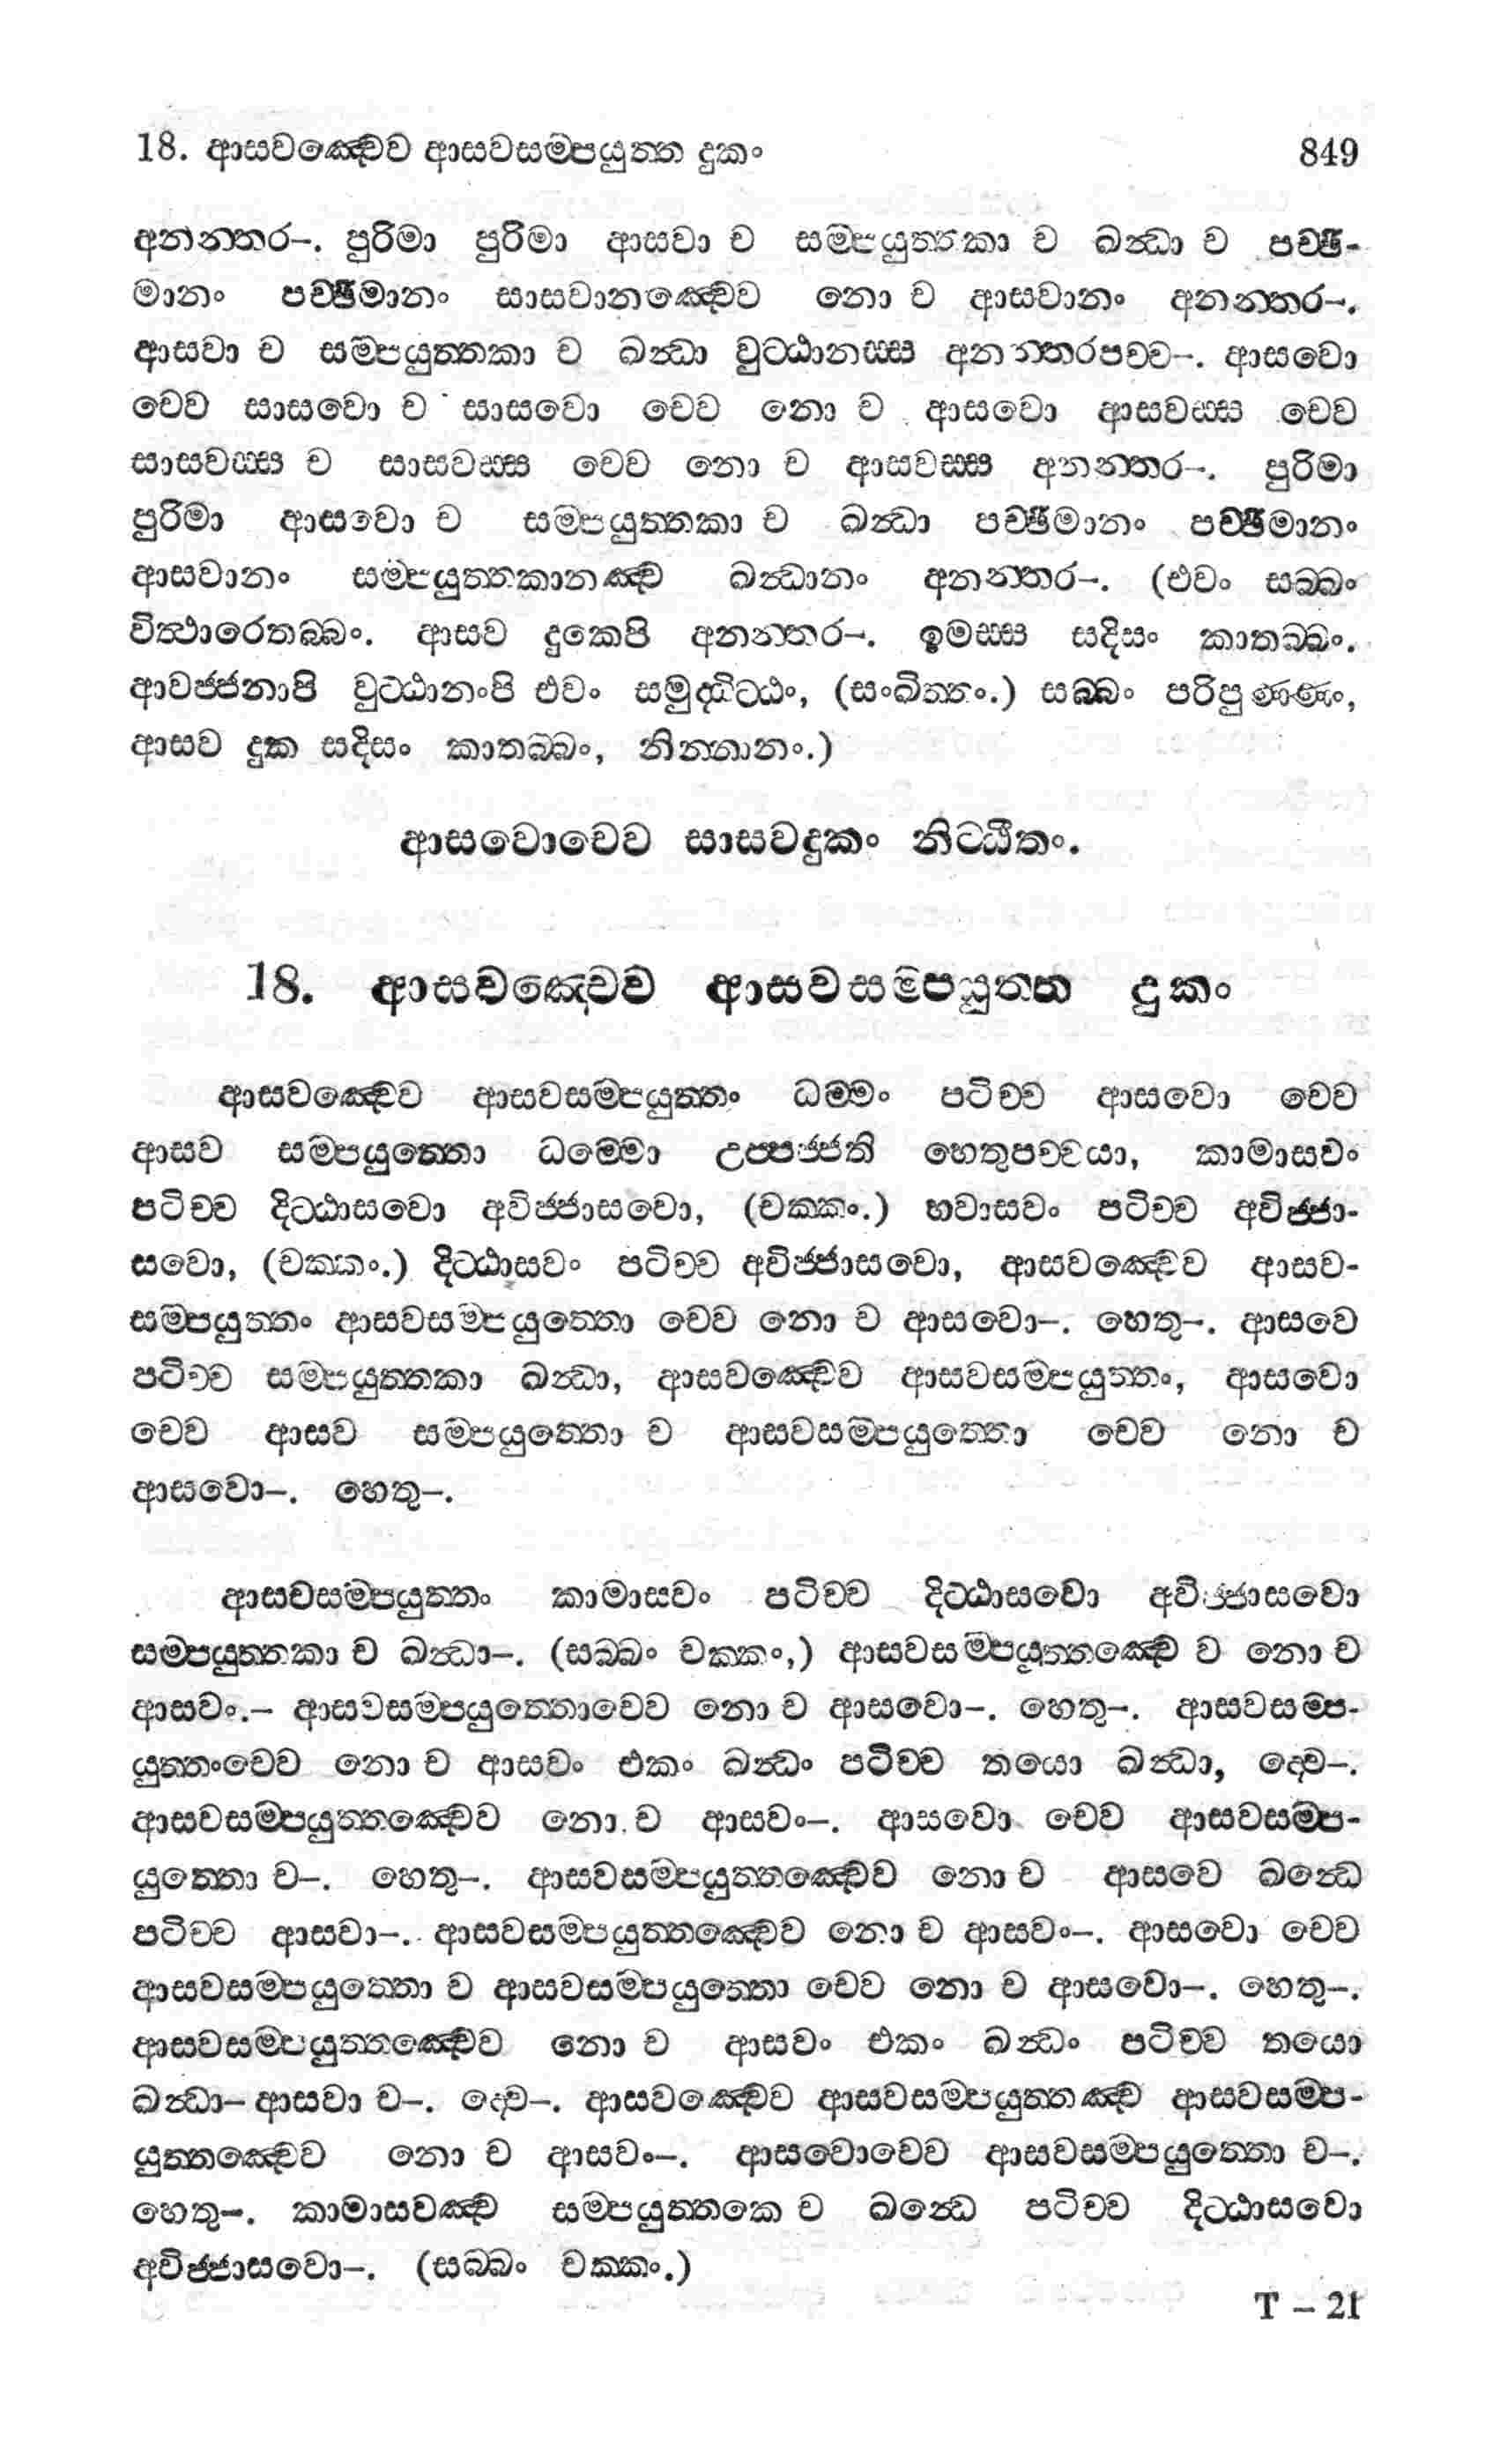 18. ආසවඤ්චෙව ආසවසම්පයුත්ත දුකං 849
අනන්තර–. පුරිමා පුරිමා ආසවා ච සම්පයුත්තකා ච ඛන්ධා ච පච්ඡි-
මානං පච්ඡිමානං සාසවානඤ්චෙව නො ච ආසවානං අනන්තර–.
ආසවා ච සම්පයුත්තකා ච ඛන්ධා වුට්ඨානස්ස අනන්තරපච්ච–. ආසවො
චෙව සාසවො ච සාසවො චෙව නො ච ආසවො ආසවස්ස චෙව
සාසවස්ස ච සාසවස්ස චෙව නො ච ආසවස්ස අනන්තර–. පුරිමා
පුරිමා ආසවො ච සම්පයුත්තකා ච ඛන්ධා පච්ඡිමානං පච්ඡිමානං
ආසවානං සම්පයුත්තකානඤ්ච ඛන්ධානං අනන්තර–. (එවං සබ්බං
විත්ථාරෙතබ්බං. ආසව දුකෙපි අනන්තර–. ඉමස්ස සදිසං කාතබ්බං.
ආවජ්ජනාපි වුට්ඨානංපි එවං සමුද්දිට්ඨං, (සංඛිත්තං.) සබ්බං පරිපුණ්ණං,
ආසව දුක සදිසං කාතබ්බං, නින්නානං.)
ආසවොචෙව සාසවදුකං නිට්ඨිතං.
18. ආසවඤ්චෙව ආසවසම්පයුත්ත දුකං
ආසවඤ්චෙව ආසවසම්පයුත්තං ධම්මං පටිච්ච ආසවො චෙව
ආසව සම්පයුත්තො ධම්මො උප්පජ්ජති හෙතුපච්චයා, කාමාසවං
පටිච්ච දිට්ඨාසවො අවිජ්ජාසවො, (චක්කං.) භවාසවං පටිච්ච අවිජ්ජා-
සවො, (චක්කං.) දිට්ඨාසවං පටිච්ච අවිජ්ජාසවො, ආසවඤ්චෙව ආසව-
සම්පයුත්තං ආසවසම්පයුත්තො චෙව නො ච ආසවො–. හෙතු–. ආසවෙ
පටිච්ච සම්පයුත්තකා ඛන්ධා, ආසවඤ්චෙව ආසවසම්පයුත්තං, ආසවො
චෙව ආසව සම්පයුත්තො ච ආසවසම්පයුත්තො චෙව නො ච
ආසවො–. හෙතු–.
ආසවසම්පයුත්තං කාමාසවං පටිච්ච දිට්ඨාසවො අවිජ්ජාසවො
සම්පයුත්තකා ච ඛන්ධා–. (සබ්බං චක්කං,) ආසවසම්පයුත්තඤ්චෙ ව නො ච
ආසවං.– ආසවසම්පයුත්තොචෙව නො ච ආසවො–. හෙතු–. ආසවසම්ප-
යුත්තංචෙව නො ච ආසවං එකං ඛන්ධං පටිච්ච තයො ඛන්ධා, ද්වෙ–.
ආසවසම්පයුත්තඤ්චෙව නො ච ආසවං–. ආසවො චෙව ආසවසම්ප-
යුත්තො ච–. හෙතු–. ආසවසම්පයුත්තඤ්චෙව නො ච ආසවෙ ඛන්ධෙ
පටිච්ච ආසවා–. ආසවසම්පයුත්තඤ්චෙව නො ච ආසවං–. ආසවො චෙව
ආසවසම්පයුත්තො ච ආසවසම්පයුත්තො චෙව නො ච ආසවො–. හෙතු–.
ආසවසම්පයුත්තඤ්චෙව නො ච ආසවං එකං ඛන්ධං පටිච්ච තයො
ඛන්ධා– ආසවා ච–. ද්වෙ–. ආසවඤ්චෙව ආසවසම්පයුත්තඤ්ච ආසවසම්ප-
යුත්තඤ්චෙව නො ච ආසවං–. ආසවොචෙව ආසවසම්පයුත්තො ච–.
හෙතු–. කාමාසවඤ්ච සම්පයුත්තකෙ ච ඛන්ධෙ පටිච්ච දිට්ඨාසවො
අවිජ්ජාසවො–. (සබ්බං චක්කං.)
T – 21